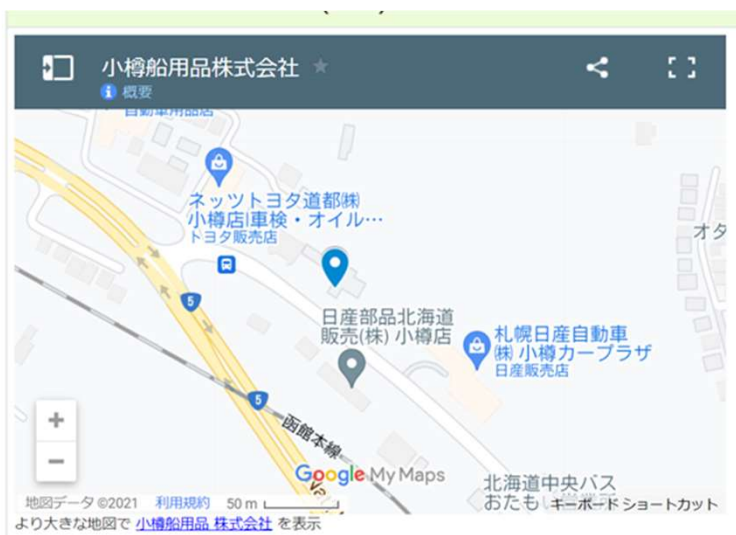 小樽船用品株式会社
概要
自動車用品店
ネッツトヨタ道都㈱
小樽店|車検・オイル…
トヨタ販売店
オタ
5
日産部品北海道
販売(株) 小樽店
札幌日産自動車
㈱ 小樽カープラザ
日産販売店
5
函館本線
Google My Maps
北海道中央バス
おたも
キーボード ショートカット
地図データ ©2021 利用規約 50 m
より大きな地図で 小樽船用品 株式会社 を表示